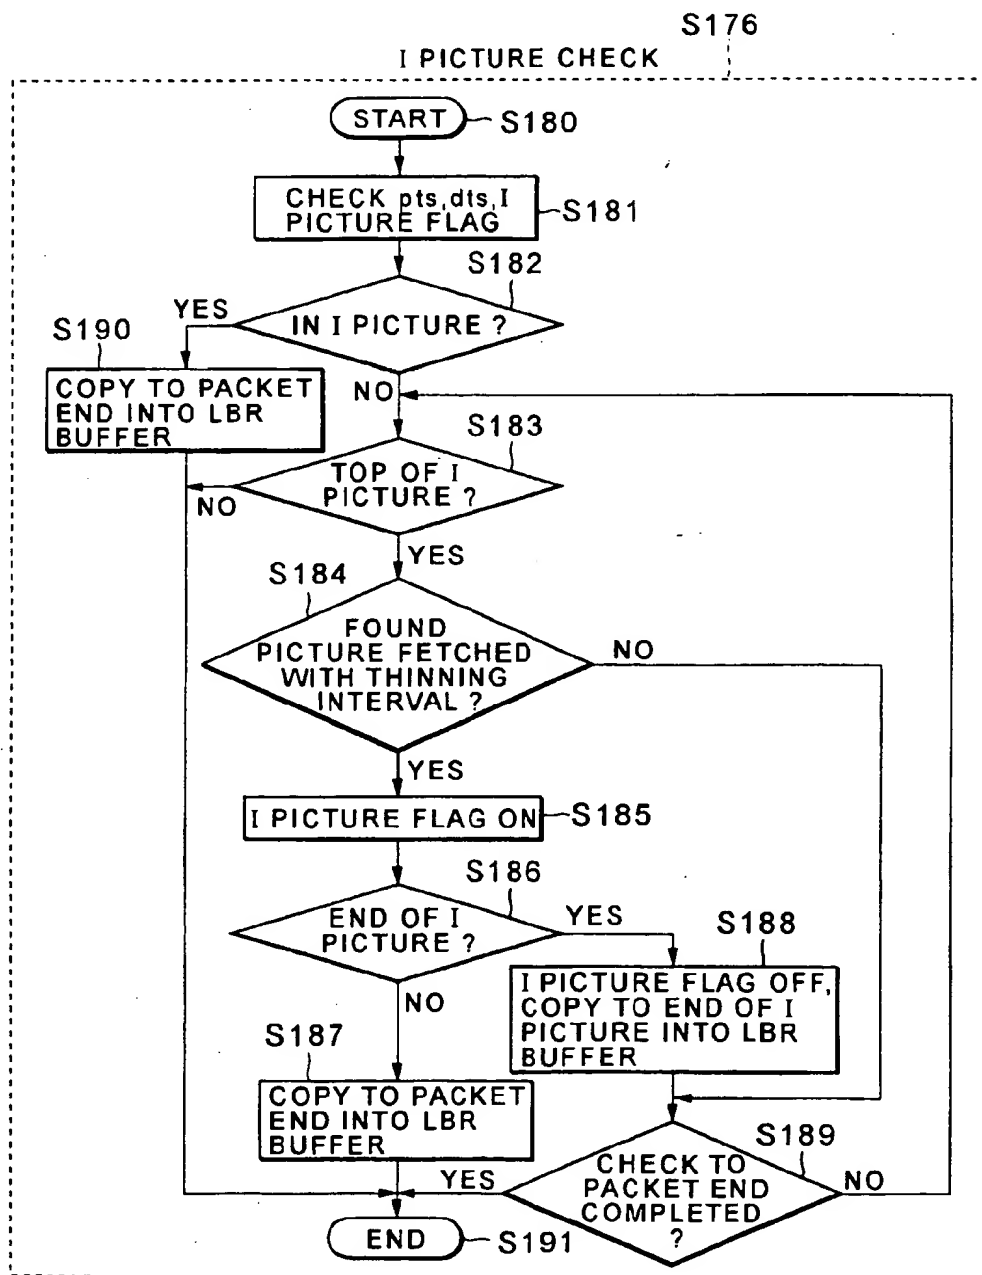 S176
I PICTURE CHECK
START
S180
CHECK pts,dts,I
PICTURE FLAG
S181
S182
IN I PICTURE ?
YES
NO
S190
COPY TO PACKET
END INTO LBR
BUFFER
S183
TOP OF I
PICTURE ?
NO
YES
S184
FOUND
PICTURE FETCHED
WITH THINNING
INTERVAL ?
NO
YES
I PICTURE FLAG ON
S185
S186
END OF I
PICTURE ?
YES
NO
S188
I PICTURE FLAG OFF,
COPY TO END OF I
PICTURE INTO LBR
BUFFER
S187
COPY TO PACKET
END INTO LBR
BUFFER
S189
CHECK TO
PACKET END
COMPLETED
?
YES
NO
END
S191